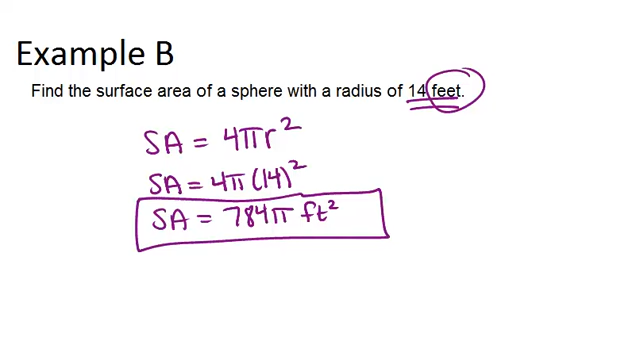 Example B
Find the surface area of a sphere with a radius of 14 feet.
SA = 4πr²
SA = 4π(14)²
SA = 784π ft²